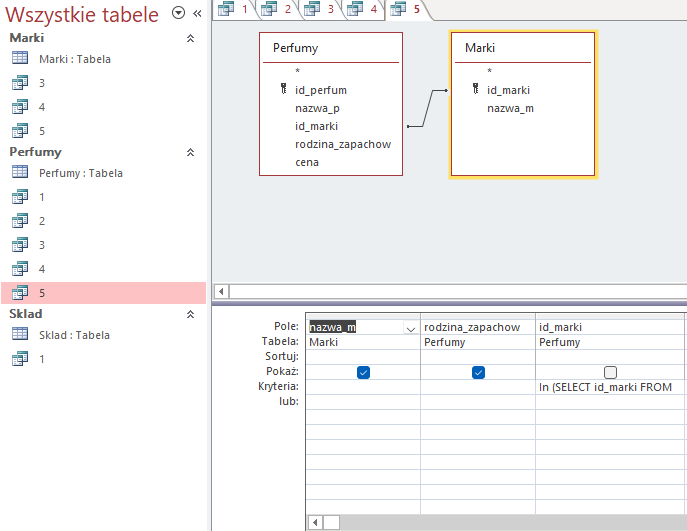 Wszystkie tabele
Marki
Marki : Tabela
3
4
5
Perfumy
Perfumy : Tabela
1
2
3
4
5
Sklad
Sklad : Tabela
1
1 2 3 4 5
Perfumy
*
id_perfum
nazwa_p
id_marki
rodzina_zapachow
cena
Marki
*
id_marki
nazwa_m
Pole: nazwa_m rodzina_zapachow id_marki
Tabela: Marki Perfumy Perfumy
Sortuj:
Pokaż:
Kryteria: In (SELECT id_marki FROM
lub: